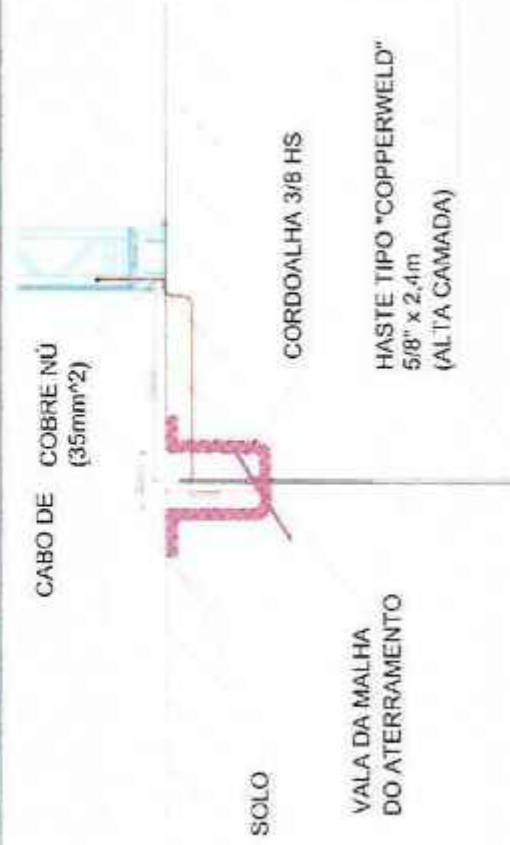 CABO DE COBRE NÚ
(35mm^2)
CORDOALHA 3/8 HS
HASTE TIPO "COPPERWELD"
5/8" x 2,4m
(ALTA CAMADA)
SOLO
VALA DA MALHA
DO ATERRAMENTO